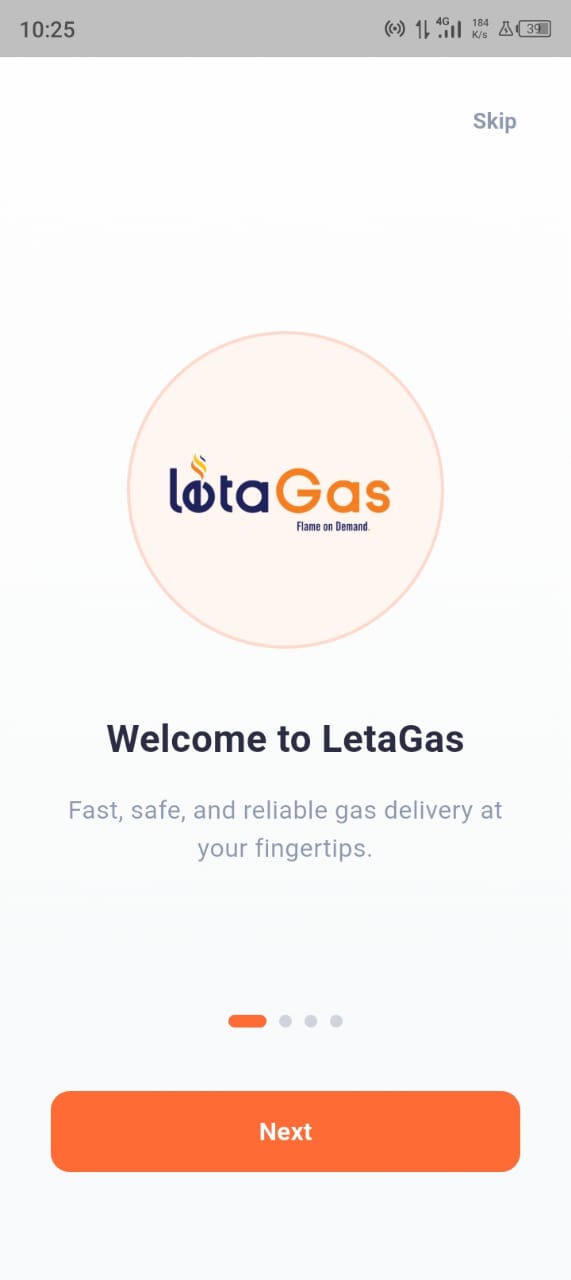 10:25
4G
184
K/s
39
Skip
letaGas
Flame on Demand.
Welcome to LetaGas
Fast, safe, and reliable gas delivery at
your fingertips.
Next